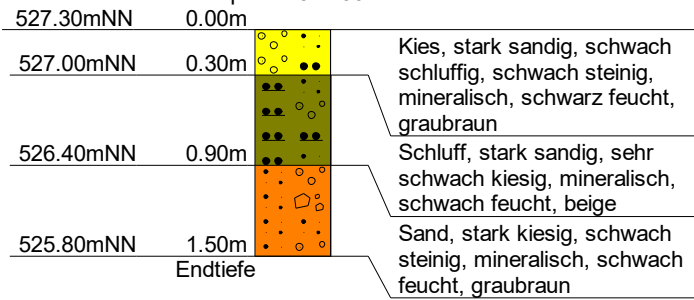 527.30mNN 0.00m
Kies, stark sandig, schwach
527.00mNN 0.30m
schluffig, schwach steinig,
mineralisch, schwarz feucht,
graubraun
526.40mNN 0.90m
Schluff, stark sandig, sehr
schwach kiesig, mineralisch,
schwach feucht, beige
525.80mNN 1.50m
Endtiefe
Sand, stark kiesig, schwach
steinig, mineralisch, schwach
feucht, graubraun